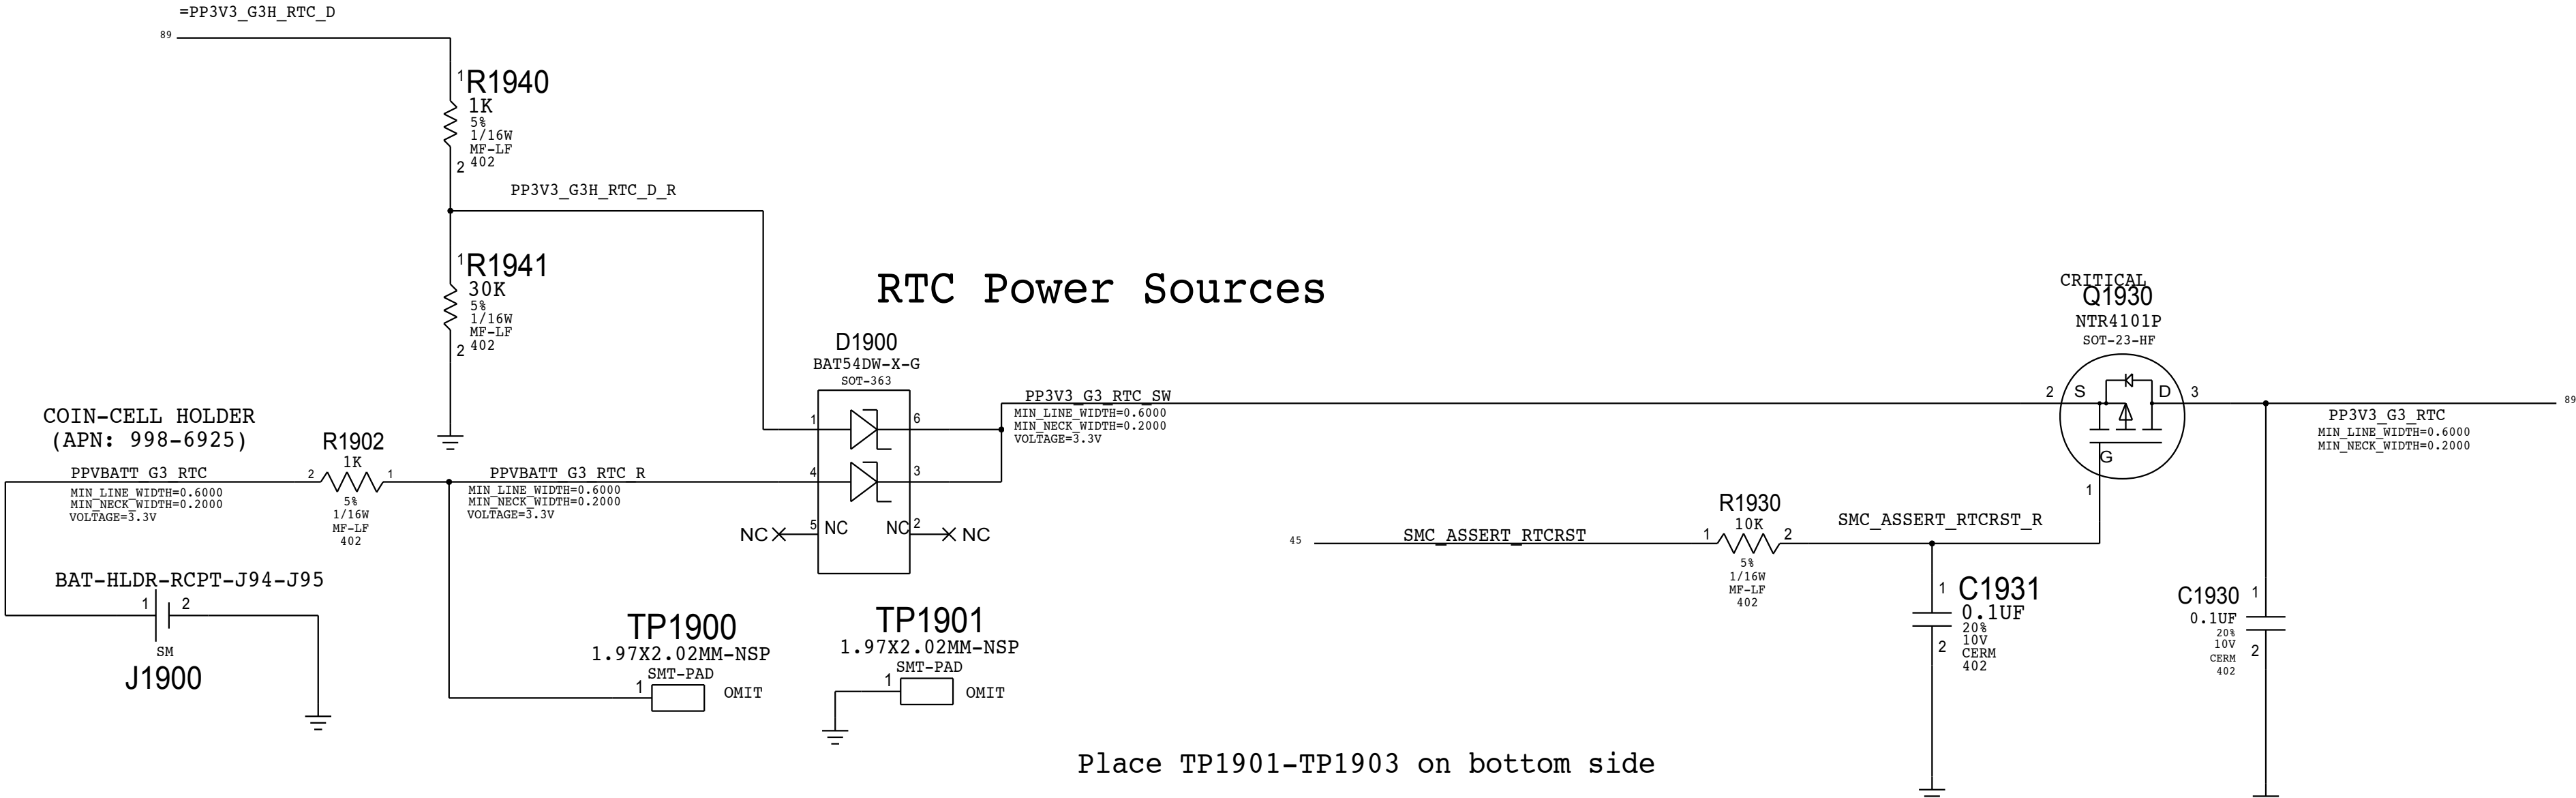 =PP3V3_G3H_RTC_D
89
1
R1940
1K
5%
1/16W
MF-LF
402
2
PP3V3_G3H_RTC_D_R
1
R1941
30K
5%
1/16W
MF-LF
402
2
RTC Power Sources
COIN-CELL HOLDER
(APN: 998-6925)
R1902
1K
PPVBATT_G3_RTC
2
1
MIN_LINE_WIDTH=0.6000
MIN_NECK_WIDTH=0.2000
VOLTAGE=3.3V
5%
1/16W
MF-LF
402
PPVBATT_G3_RTC_R
MIN_LINE_WIDTH=0.6000
MIN_NECK_WIDTH=0.2000
VOLTAGE=3.3V
BAT-HLDR-RCPT-J94-J95
1
2
SM
J1900
D1900
BAT54DW-X-G
SOT-363
1
6
4
3
5
NC
NC
2
NC
NC
PP3V3_G3_RTC_SW
MIN_LINE_WIDTH=0.6000
MIN_NECK_WIDTH=0.2000
VOLTAGE=3.3V
TP1900
1.97X2.02MM-NSP
SMT-PAD
1
OMIT
TP1901
1.97X2.02MM-NSP
SMT-PAD
1
OMIT
Place TP1901-TP1903 on bottom side
CRITICAL
Q1930
NTR4101P
SOT-23-HF
2
S
D
3
G
1
89
PP3V3_G3_RTC
MIN_LINE_WIDTH=0.6000
MIN_NECK_WIDTH=0.2000
45
SMC_ASSERT_RTCRST
R1930
10K
1
2
5%
1/16W
MF-LF
402
SMC_ASSERT_RTCRST_R
1
C1931
0.1UF
20%
10V
CERM
402
2
C1930
1
0.1UF
20%
10V
CERM
402
2